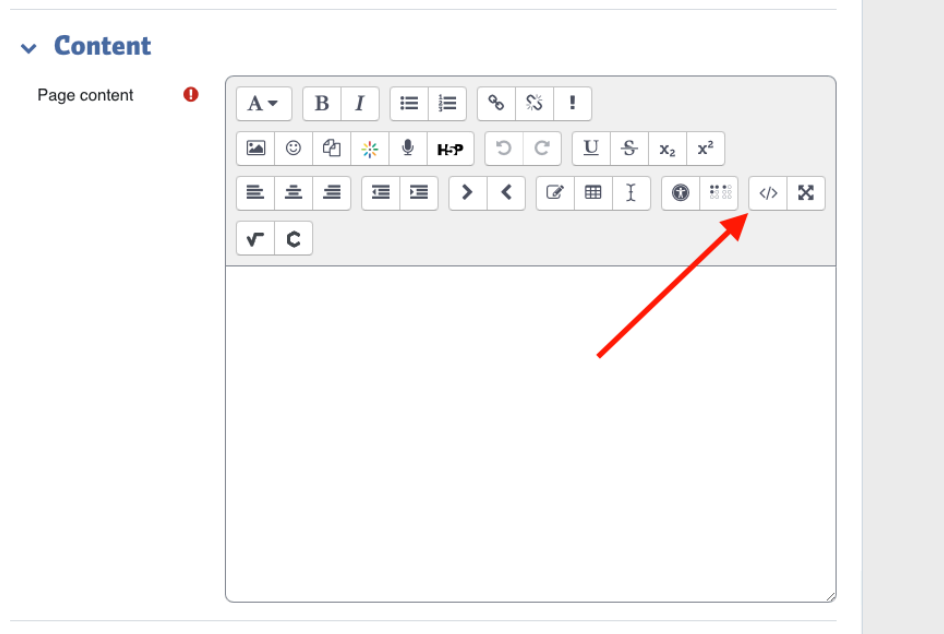 Content
Page content
A
B I
H5P
U S x₂ x²
</>
C